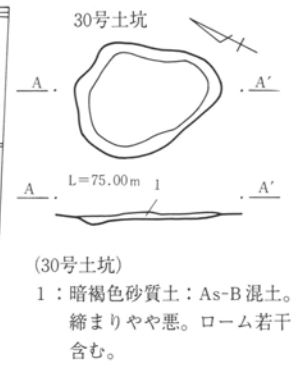 30号土坑
A A′
L=75.00m 1
A A′
(30号土坑)
1：暗褐色砂質土：As-B混土。
締まりやや悪。ローム若干
含む。